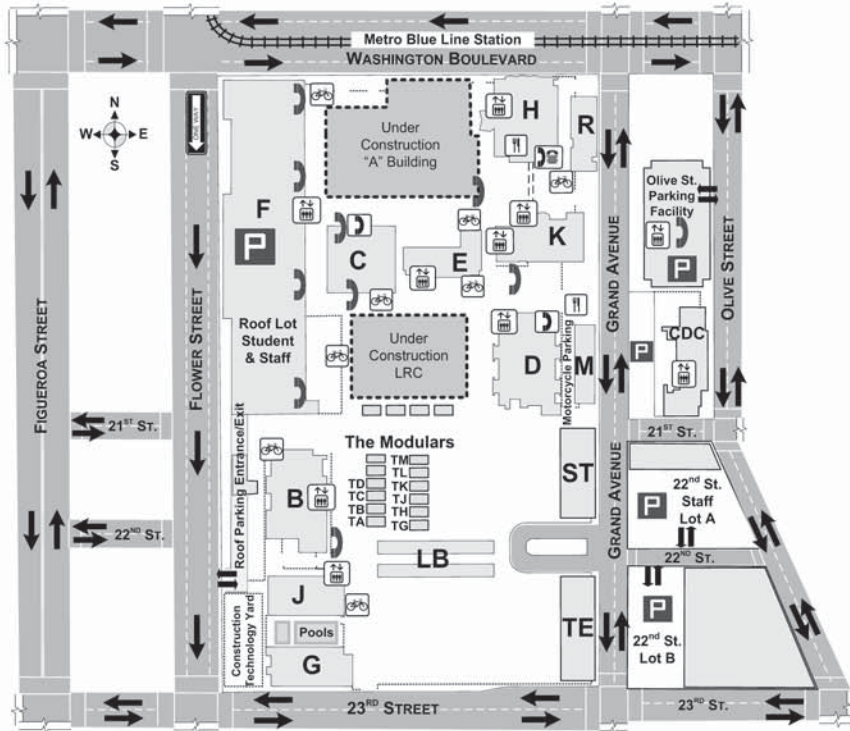 Metro Blue Line Station
WASHINGTON BOULEVARD
ONE WAY
N
W E
S
Under
Construction
"A" Building
H
R
F
P
C
E
K
Olive St.
Parking
Facility
P
GRAND AVENUE
OLIVE STREET
FIGUEROA STREET
FLOWER STREET
Roof Lot
Student
& Staff
Under
Construction
LRC
D
Motorcycle Parking
M
P
CDC
21ST ST.
21ST ST.
Roof Parking Entrance/Exit
The Modulars
TM
TL
TD
TK
TC
TJ
TB
TH
TA
TG
B
ST
GRAND AVENUE
22nd St.
Staff
Lot A
P
22ND ST.
22ND ST.
LB
J
Pools
G
Construction
Technology Yard
TE
P
22nd St.
Lot B
23RD STREET
23RD ST.